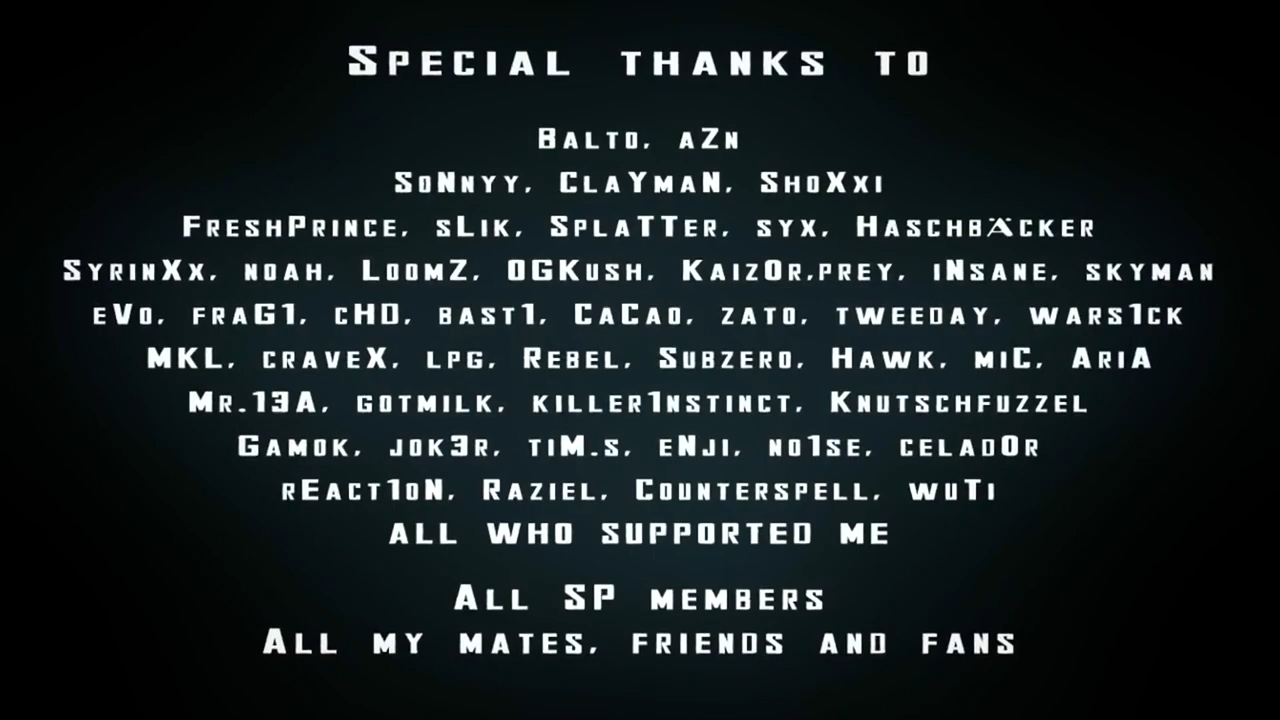 Special thanks to
Balto, aZn
SoNnyy, ClaYmaN, ShoXxi
FreshPrince, sLik, SplaTTer, syx, Haschbäcker
SyrinXx, noah, LoomZ, OGKush, KaizOr,prey, iNsane, skyman
eVo, fraG1, cHD, bast1, CaCao, zato, tweeday, wars1ck
MKL, craveX, lpg, Rebel, Subzero, Hawk, miC, AriA
Mr.13A, gotmilk, killer1nstinct, Knutschfuzzel
Gamok, jok3r, tiM.s, eNji, no1se, celadOr
rEact1oN, Raziel, Counterspell, wuTi
ALL WHO SUPPORTED ME
All SP members
All my mates, friends and fans